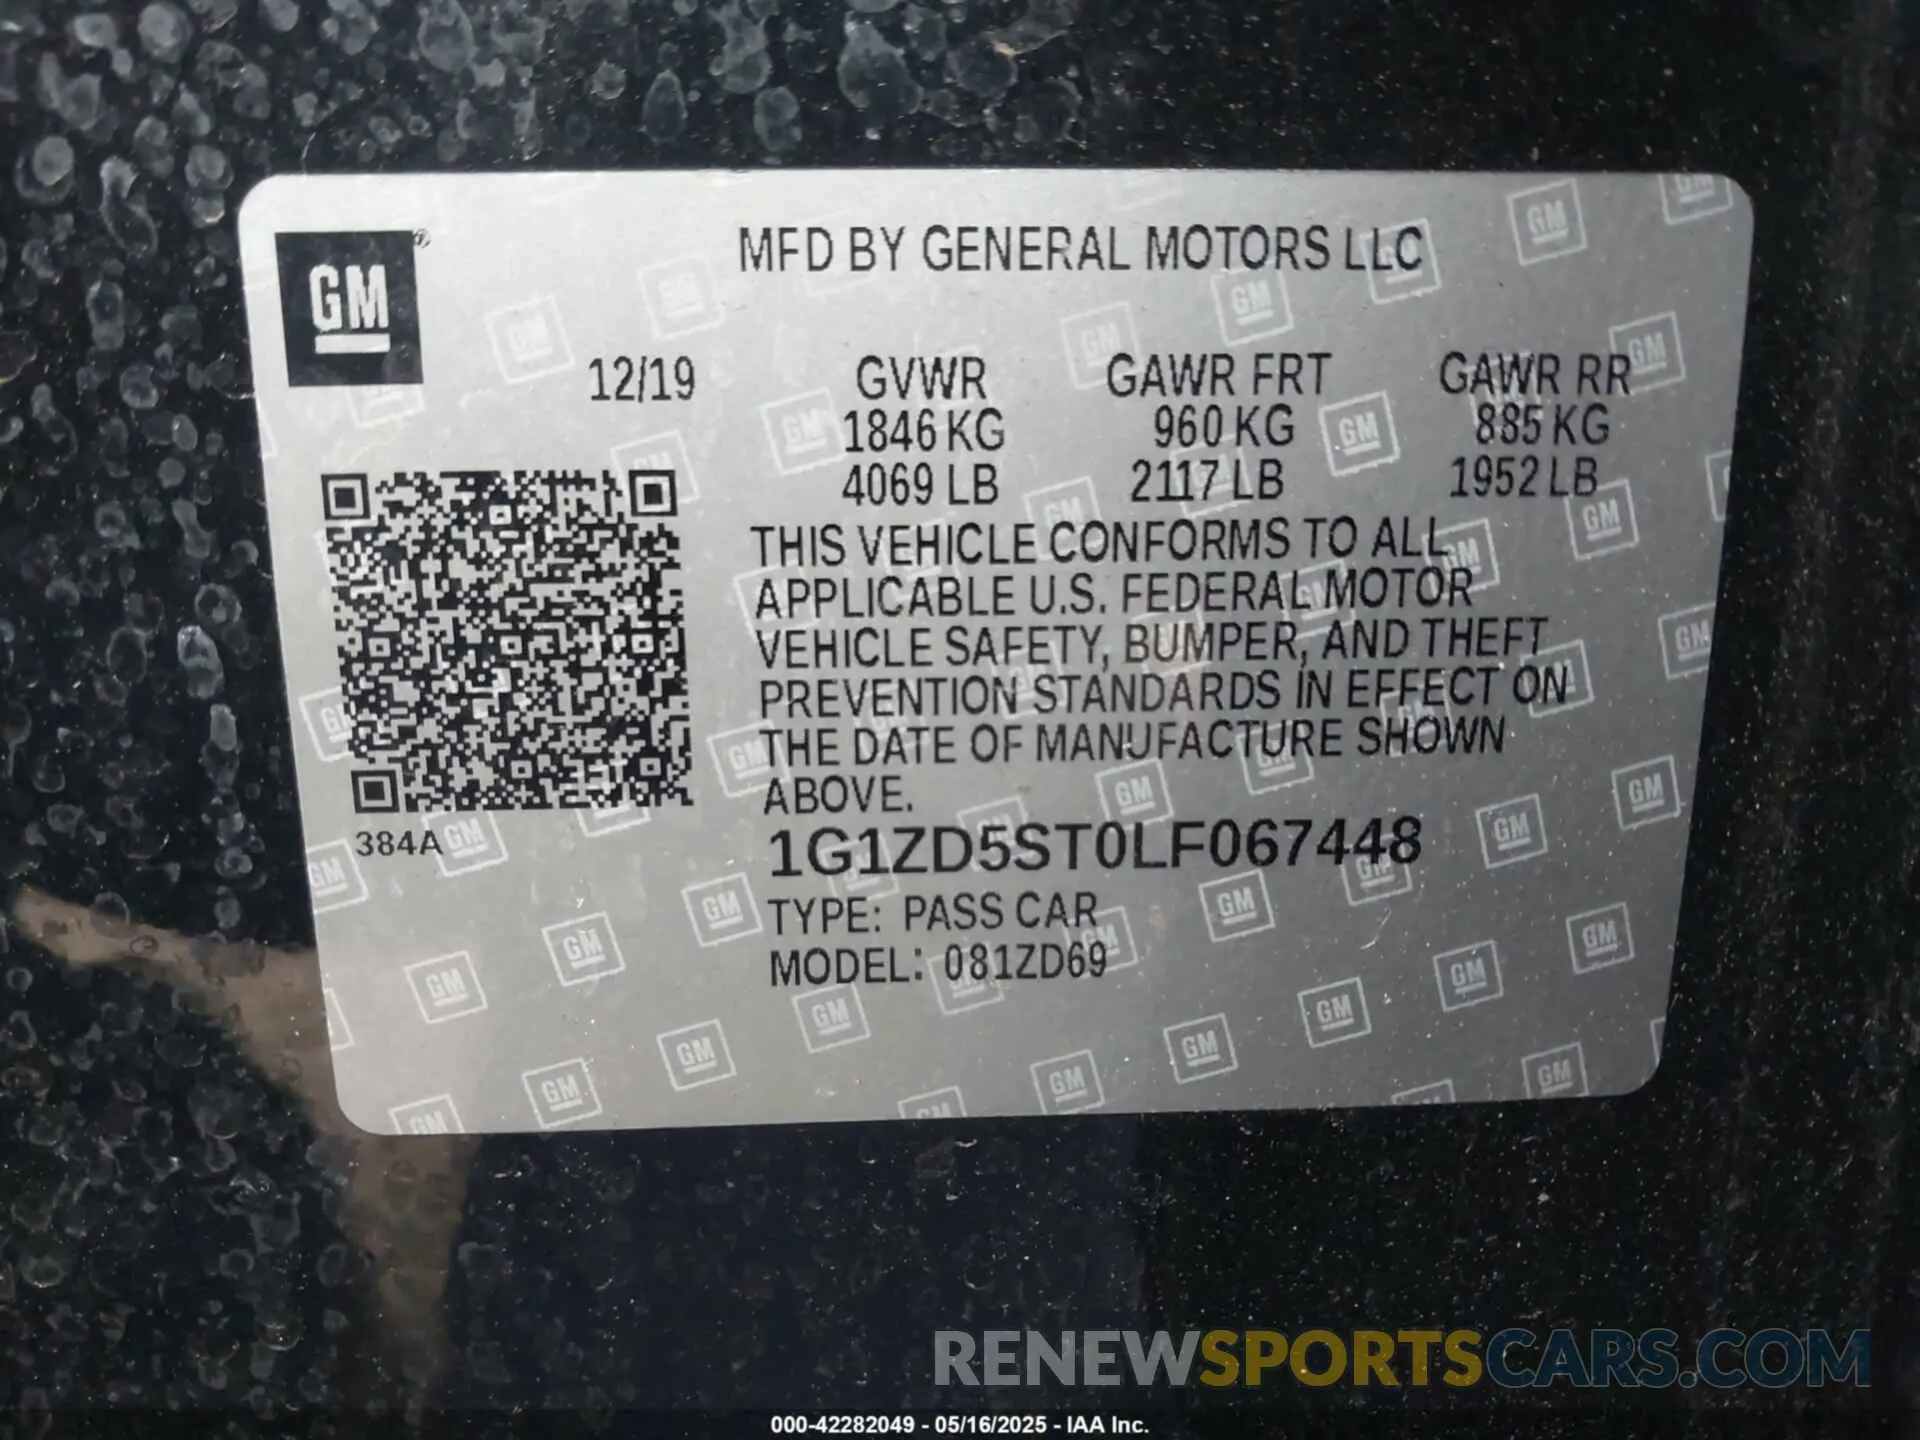 GM®
MFD BY GENERAL MOTORS LLC
12/19 GVWR GAWR FRT GAWR RR
1846 KG 960 KG 885 KG
4069 LB 2117 LB 1952 LB
THIS VEHICLE CONFORMS TO ALL
APPLICABLE U.S. FEDERAL MOTOR
VEHICLE SAFETY, BUMPER, AND THEFT
PREVENTION STANDARDS IN EFFECT ON
THE DATE OF MANUFACTURE SHOWN
ABOVE.
384A
1G1ZD5ST0LF067448
TYPE: PASS CAR
MODEL: 081ZD69
RENEWSPORTSCARS.COM
000-42282049 - 05/16/2025 - IAA Inc.